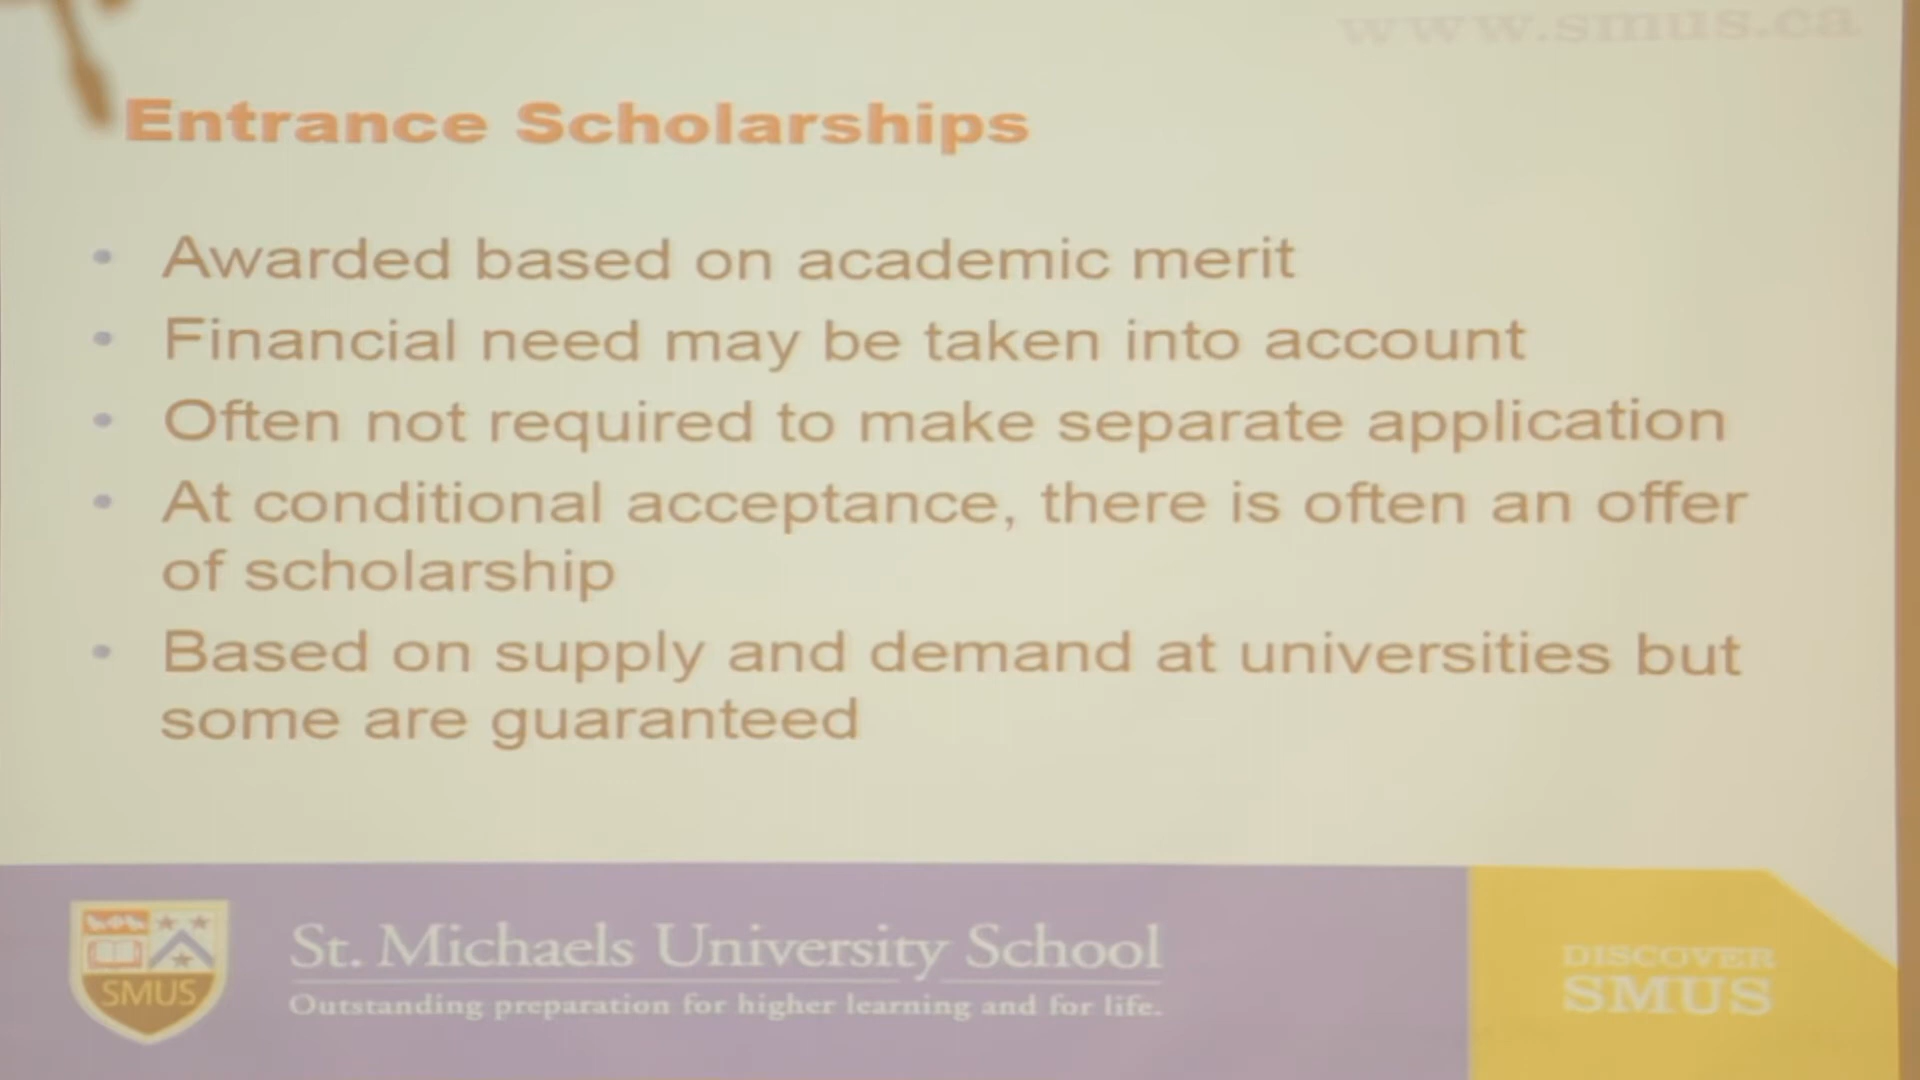 www.smus.ca
Entrance Scholarships
• Awarded based on academic merit
• Financial need may be taken into account
• Often not required to make separate application
• At conditional acceptance, there is often an offer
of scholarship
• Based on supply and demand at universities but
some are guaranteed
SMUS
St. Michaels University School
Outstanding preparation for higher learning and for life.
DISCOVER
SMUS